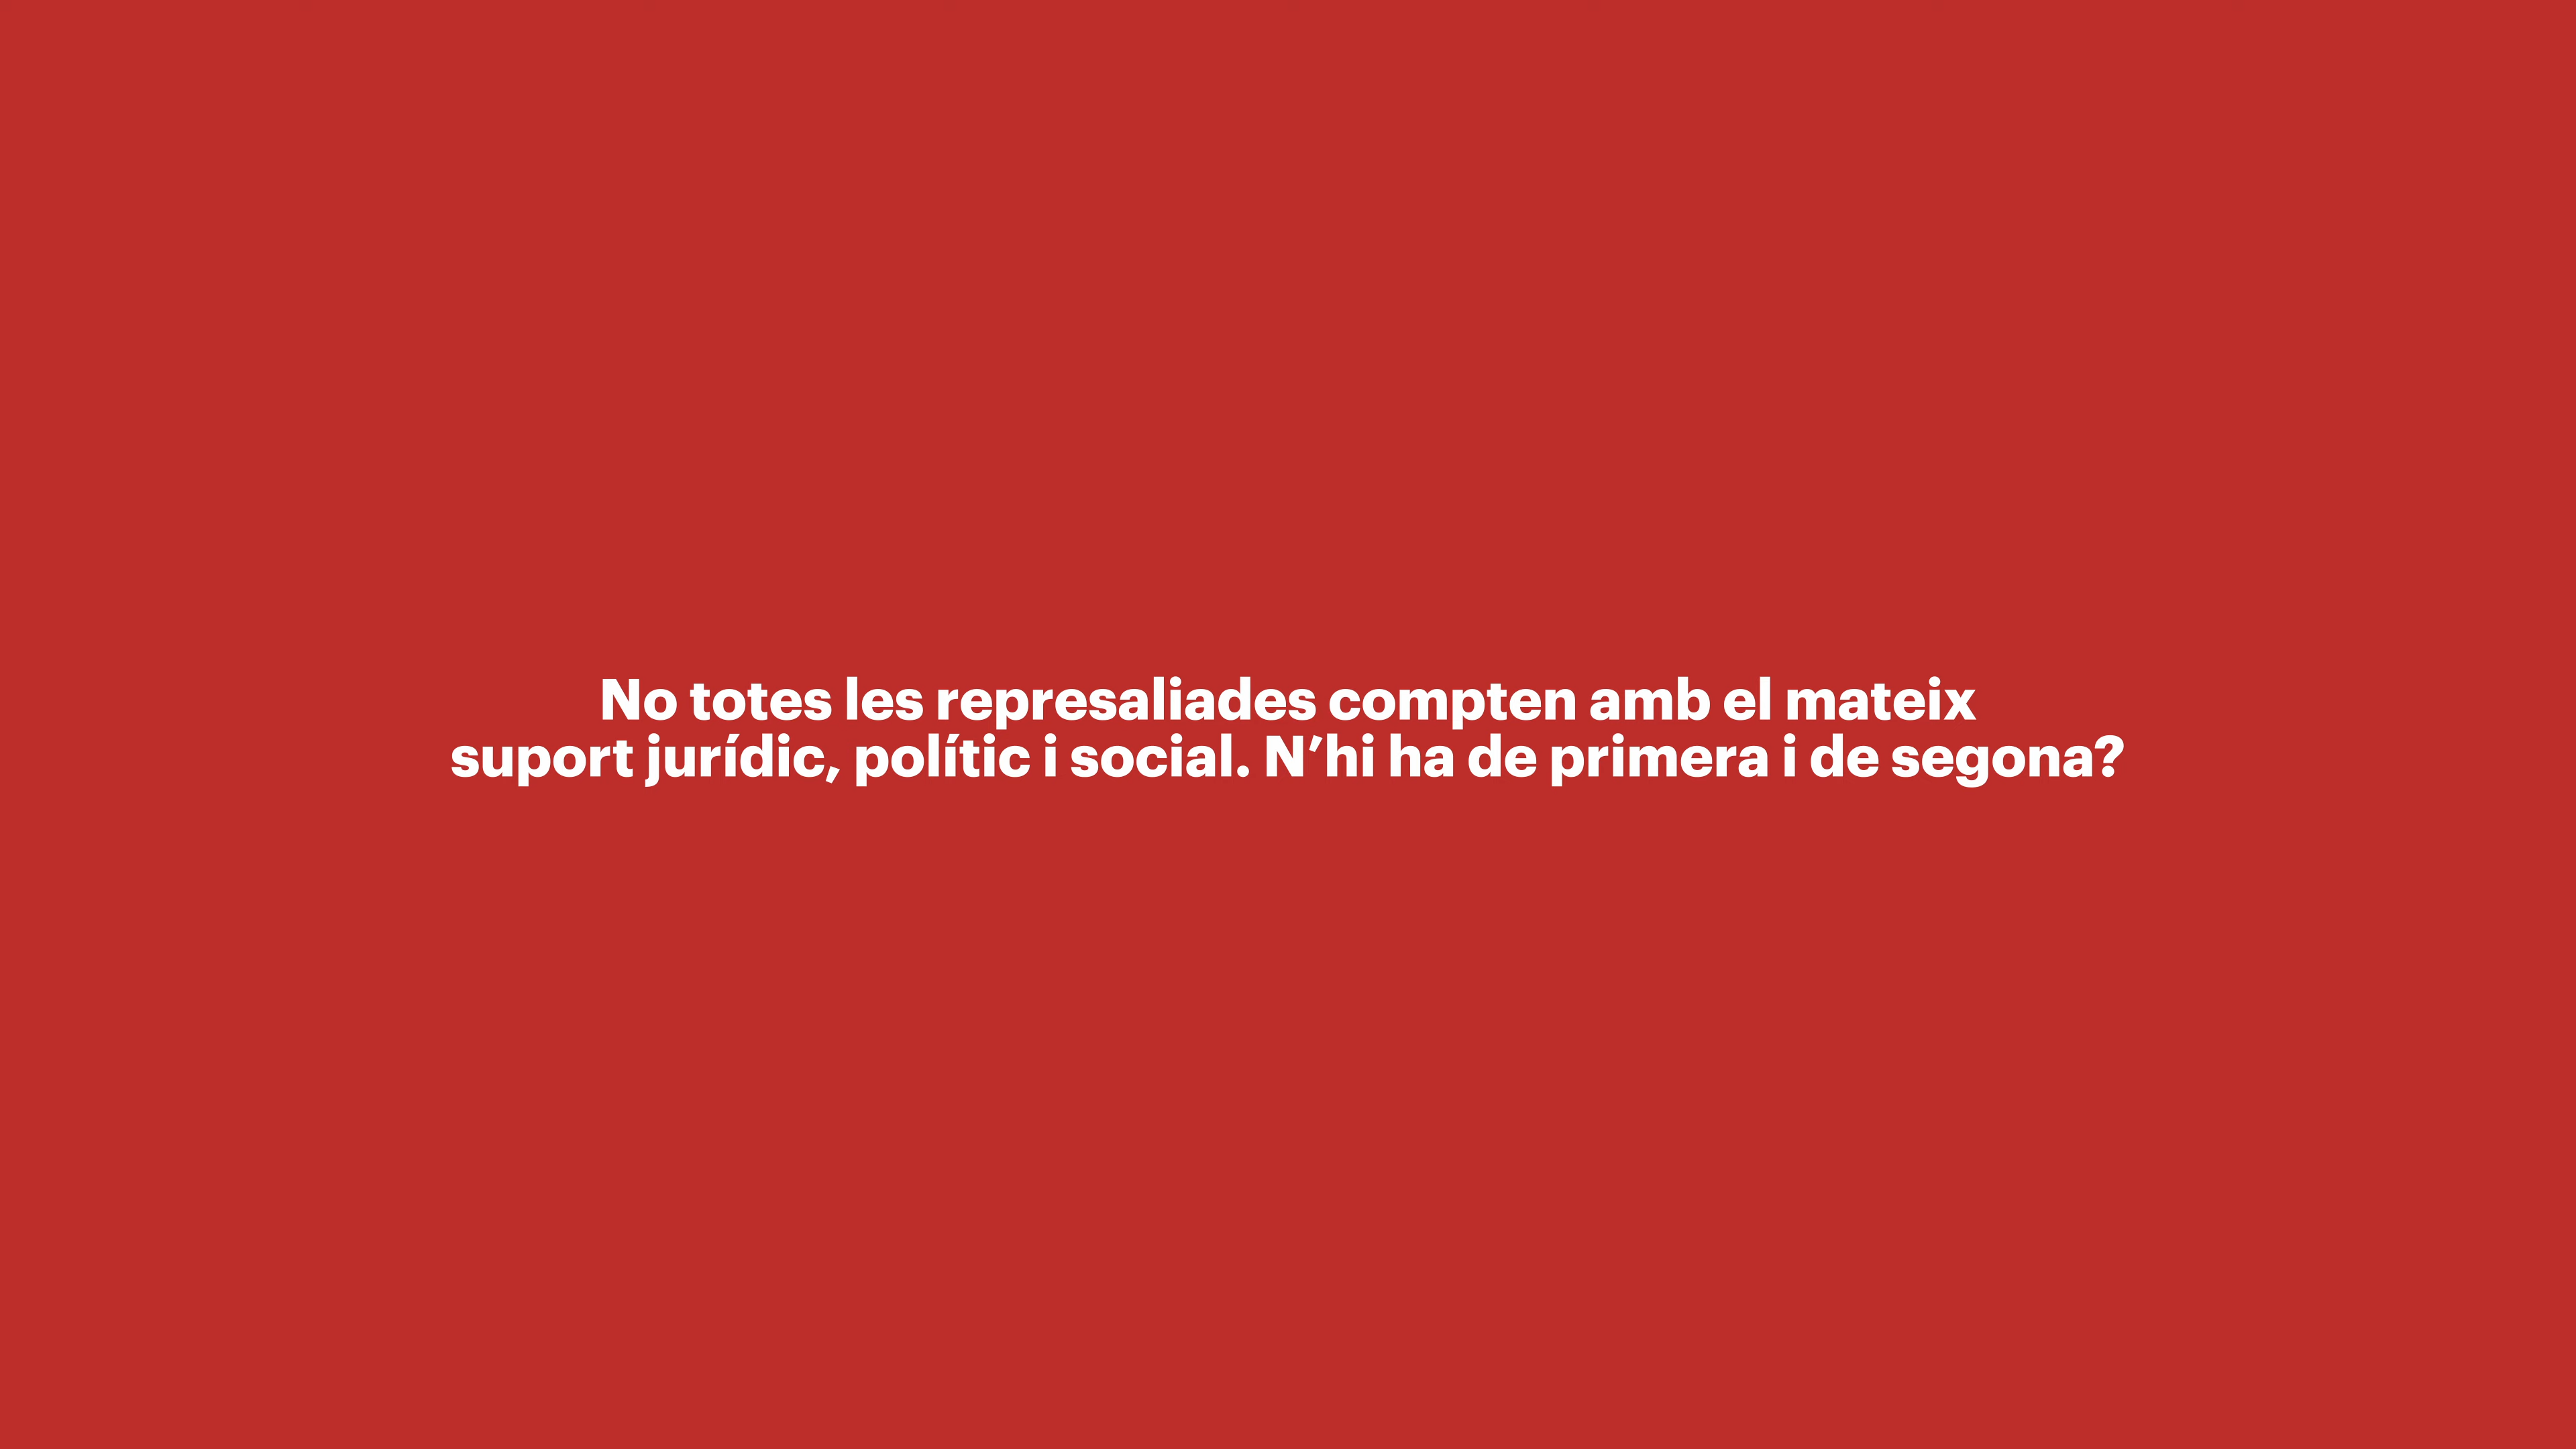 No totes les represaliades compten amb el mateix
suport jurídic, polític i social. N’hi ha de primera i de segona?